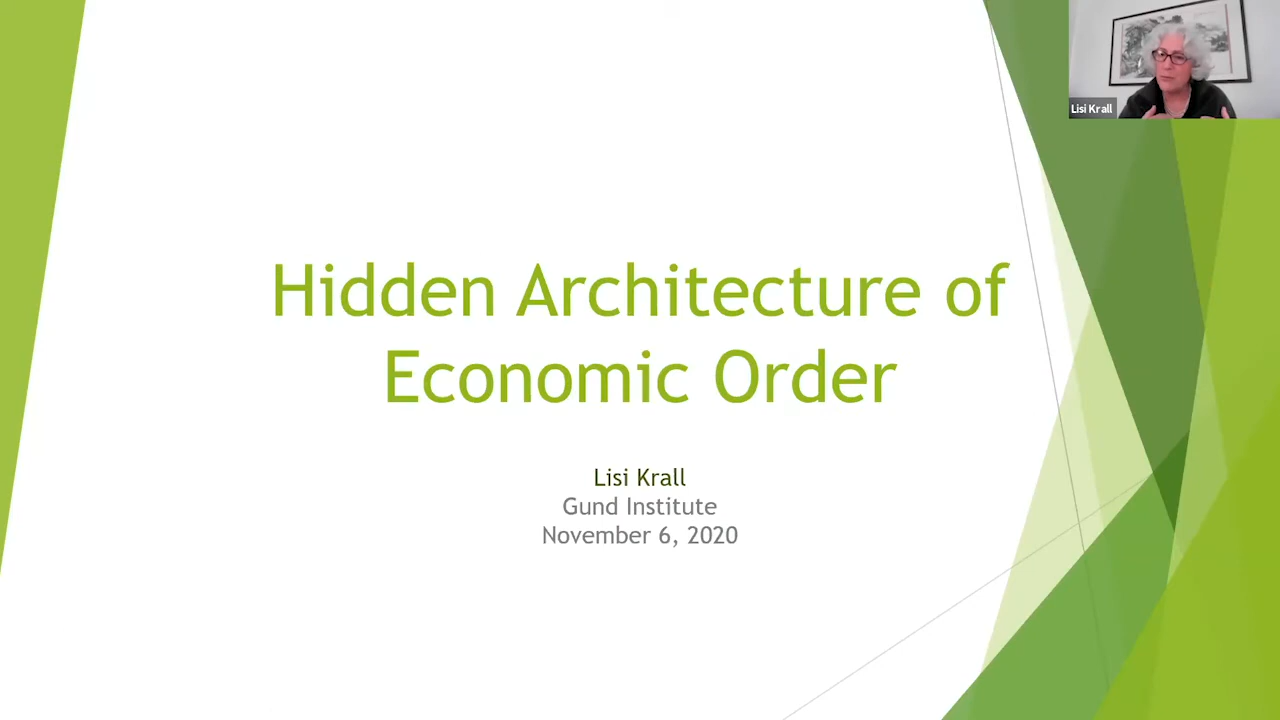 Hidden Architecture of
Economic Order
Lisi Krall
Gund Institute
November 6, 2020
Lisi Krall